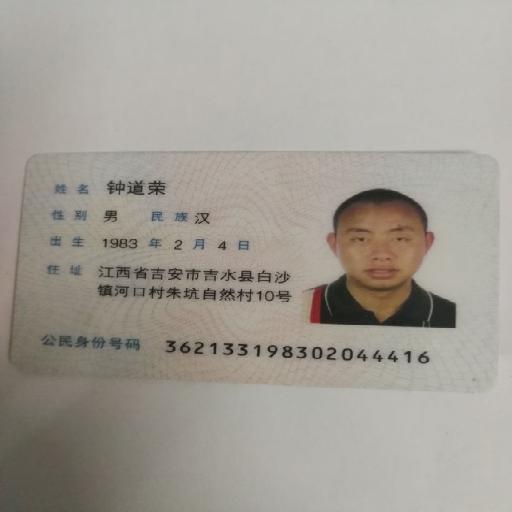 姓名 钟道荣
性别 男 民族 汉
出生 1983 年 2 月 4 日
住址 江西省吉安市吉水县白沙
镇河口村朱坑自然村10号
公民身份号码 362133198302044416